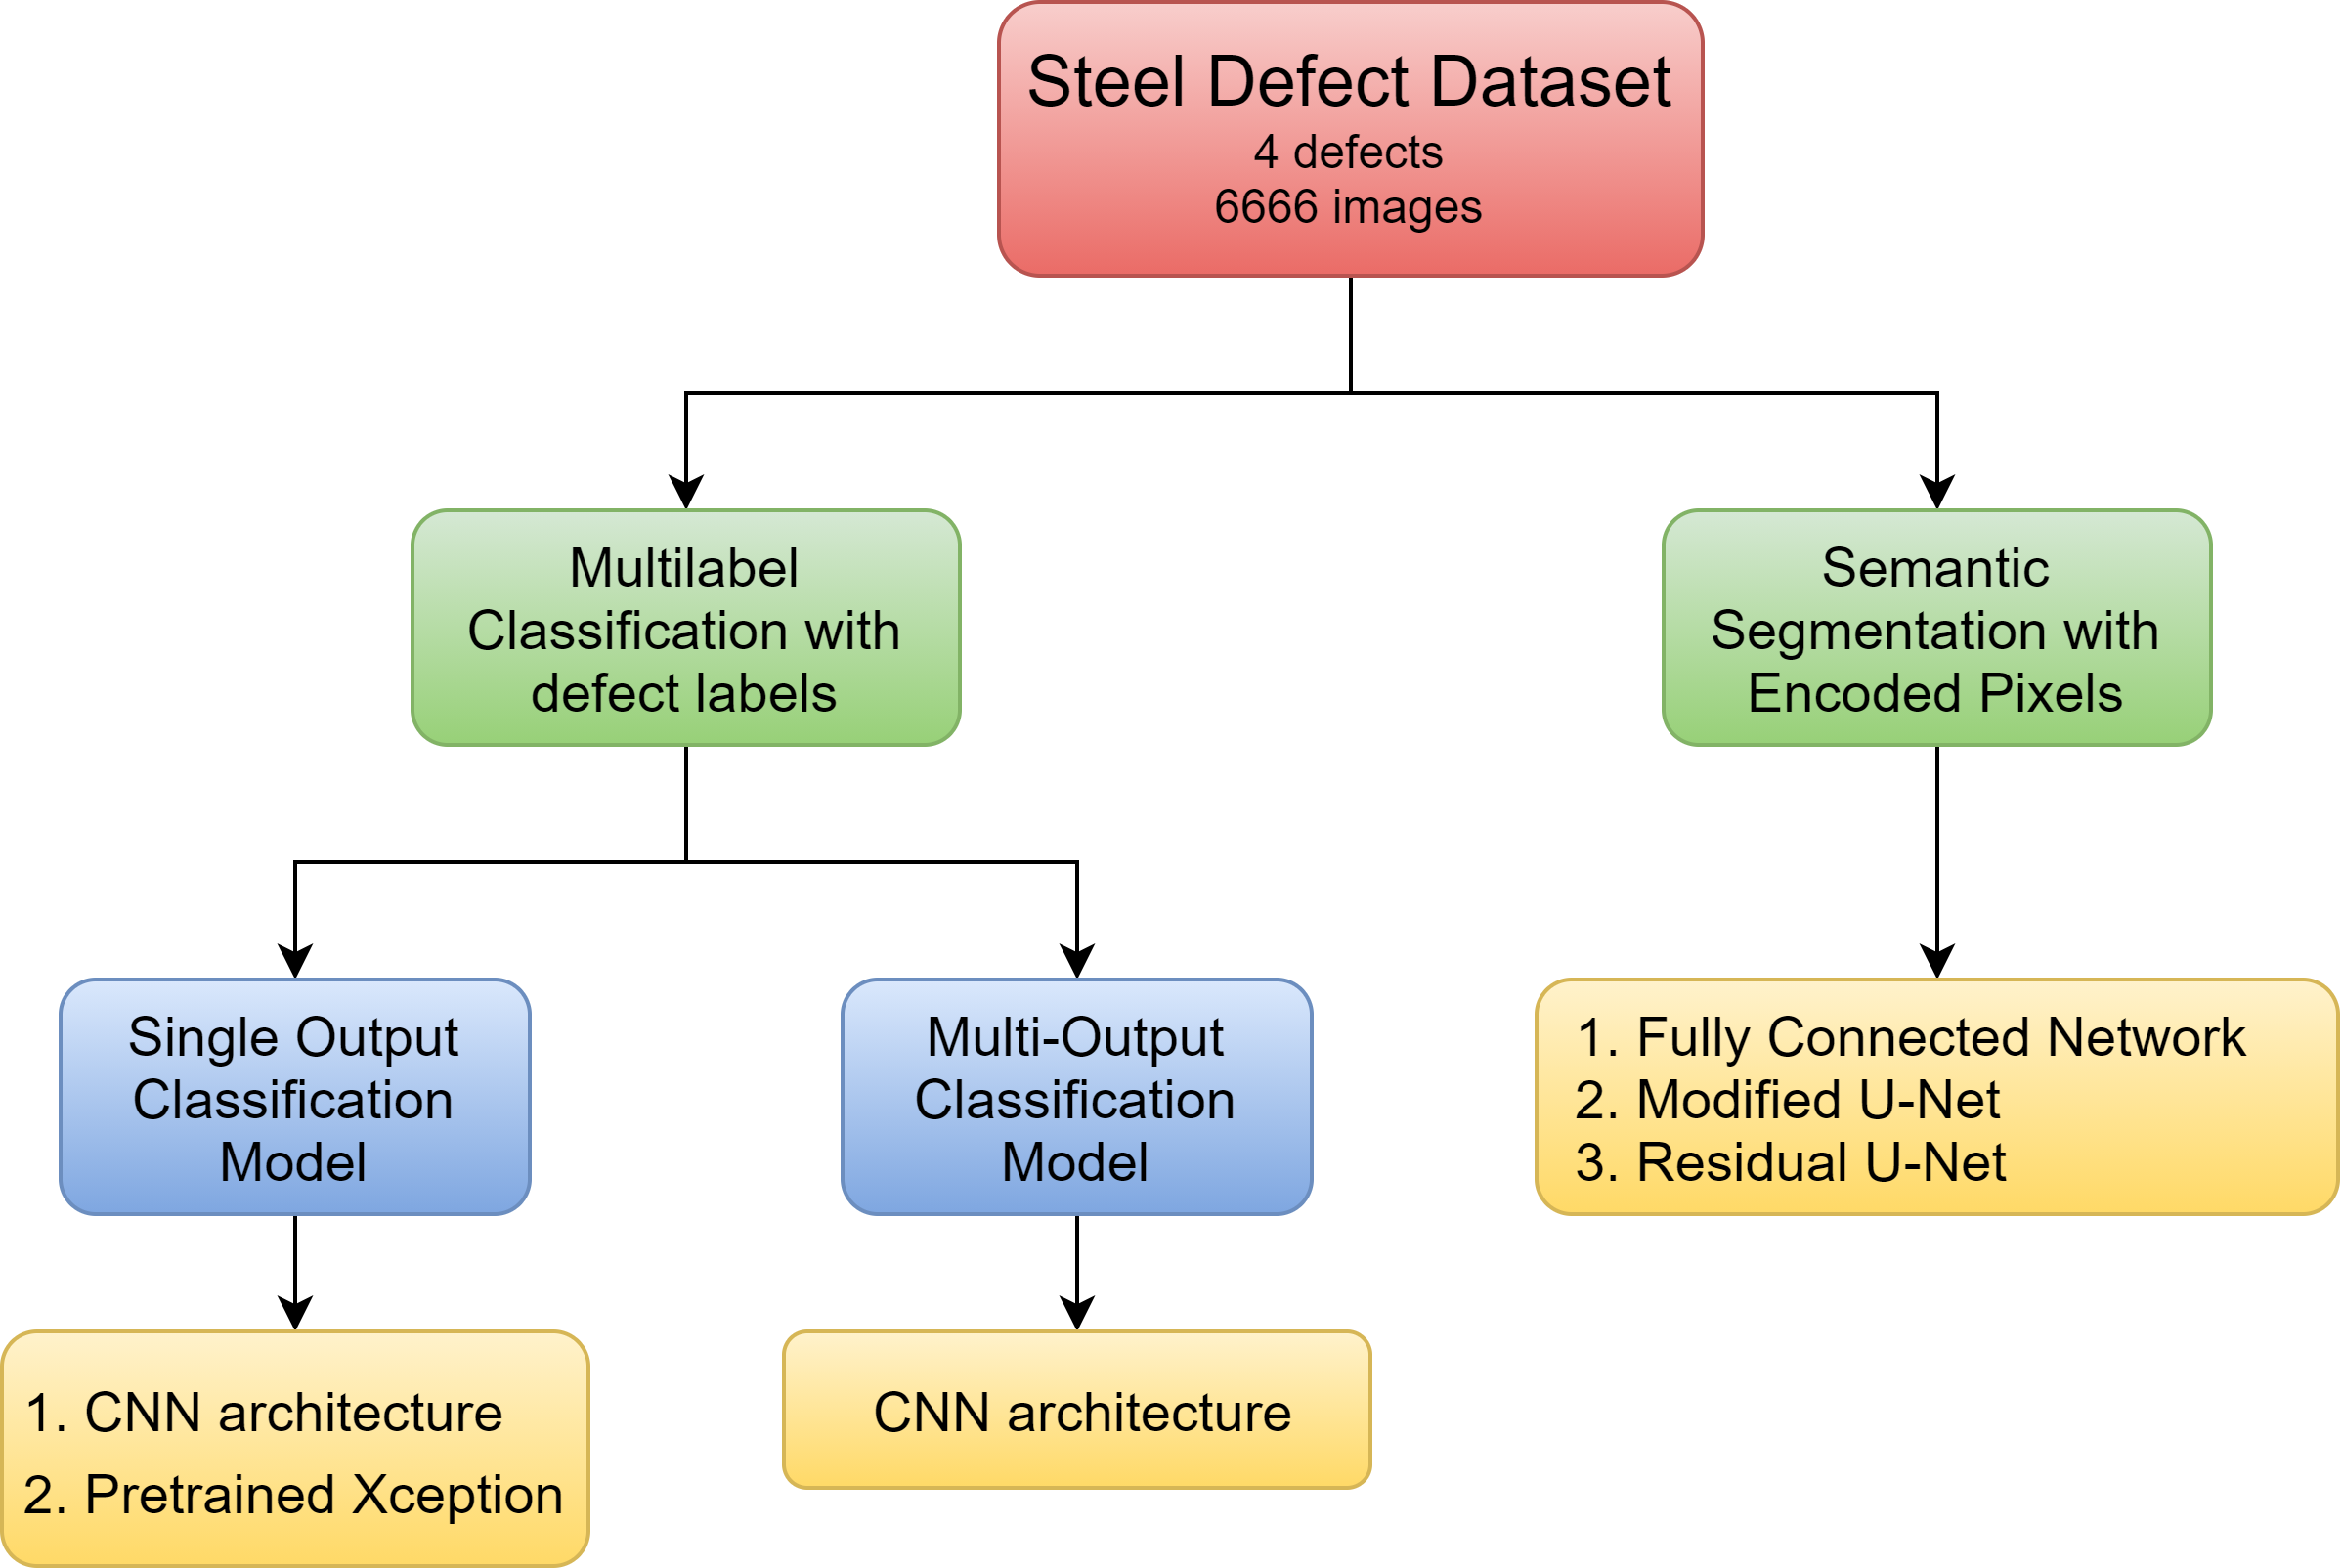 Steel Defect Dataset
4 defects
6666 images
Multilabel
Classification with
defect labels
Semantic
Segmentation with
Encoded Pixels
Single Output
Classification
Model
Multi-Output
Classification
Model
1. Fully Connected Network
2. Modified U-Net
3. Residual U-Net
1. CNN architecture
2. Pretrained Xception
CNN architecture